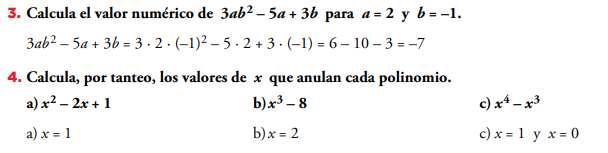 3. Calcula el valor numérico de 3ab² – 5a + 3b para a = 2 y b = –1.
3ab² – 5a + 3b = 3 · 2 · (–1)² – 5 · 2 + 3 · (–1) = 6 – 10 – 3 = –7
4. Calcula, por tanteo, los valores de x que anulan cada polinomio.
a) x² – 2x + 1 b) x³ – 8 c) x⁴ – x³
a) x = 1 b) x = 2 c) x = 1 y x = 0